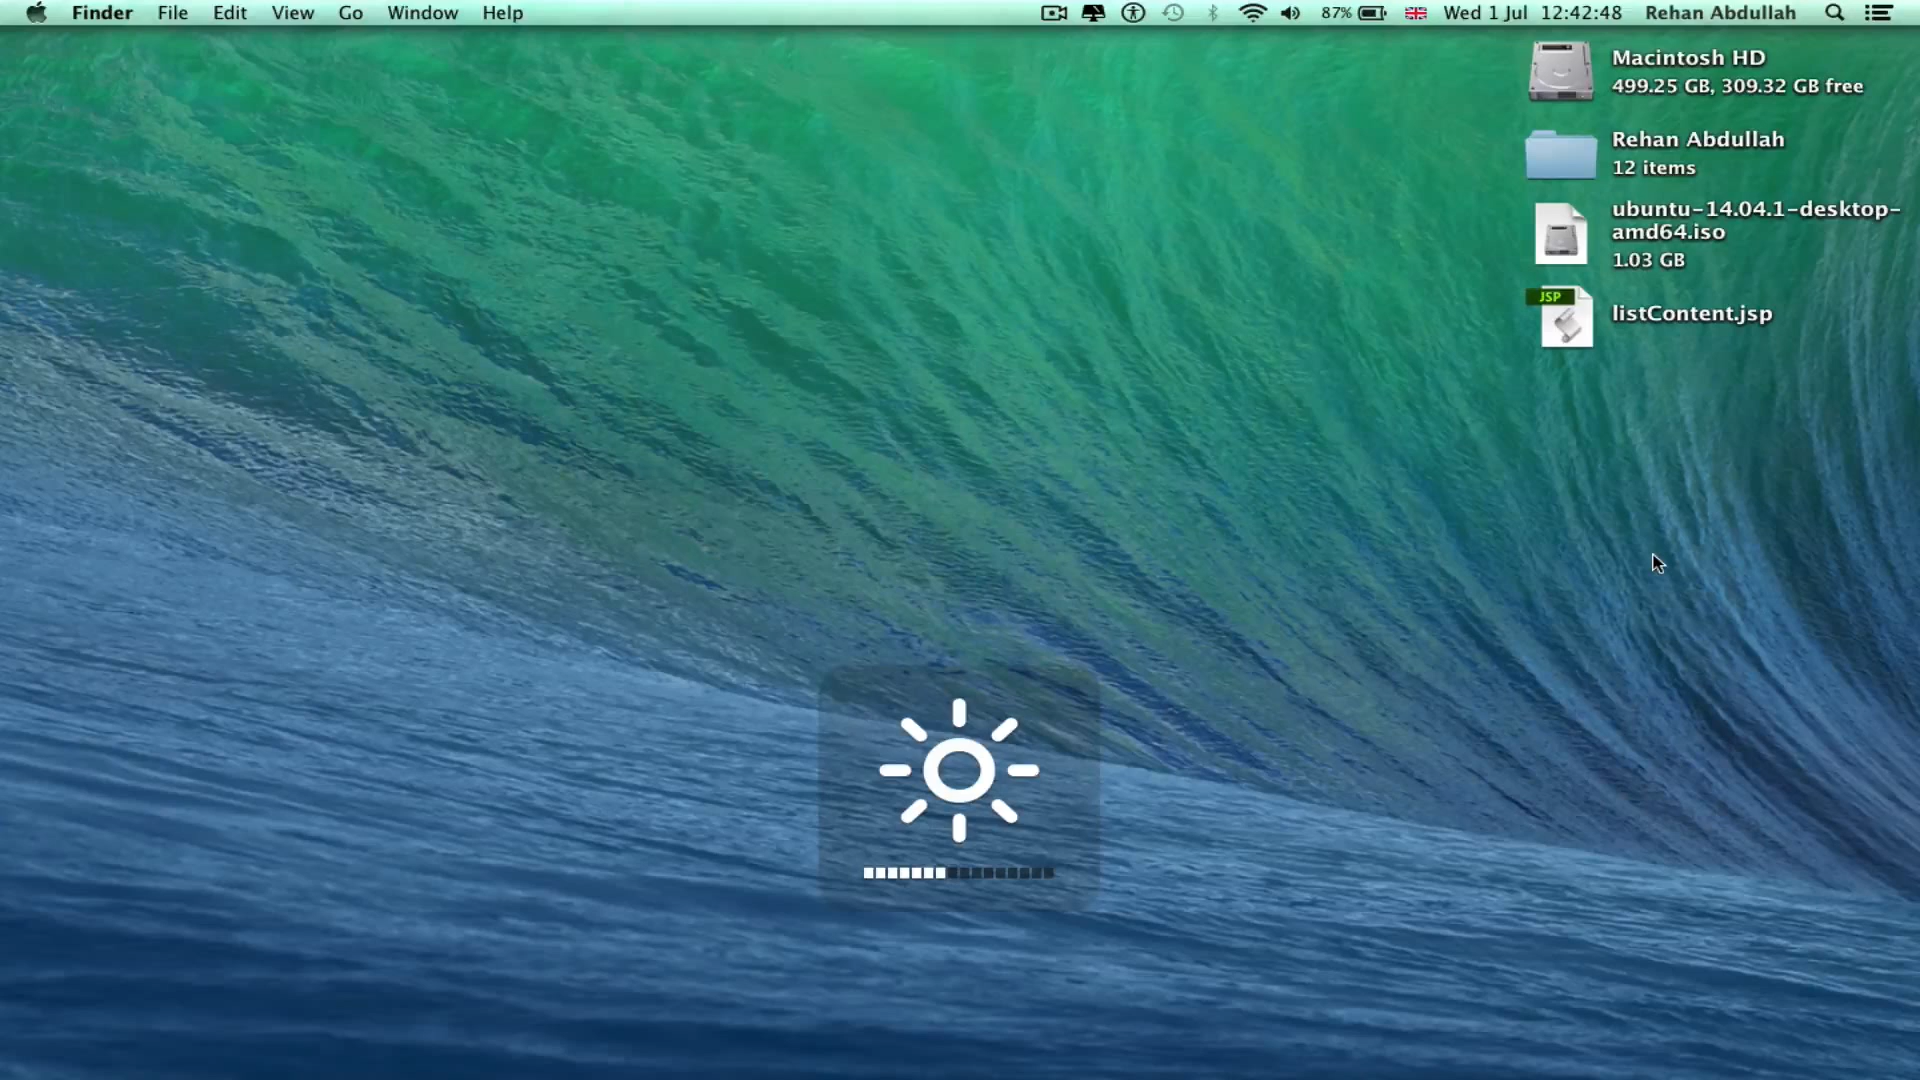 Finder File Edit View Go Window Help 87% Wed 1 Jul 12:42:48 Rehan Abdullah
Macintosh HD
499.25 GB, 309.32 GB free
Rehan Abdullah
12 items
ubuntu-14.04.1-desktop-
amd64.iso
1.03 GB
JSP
listContent.jsp